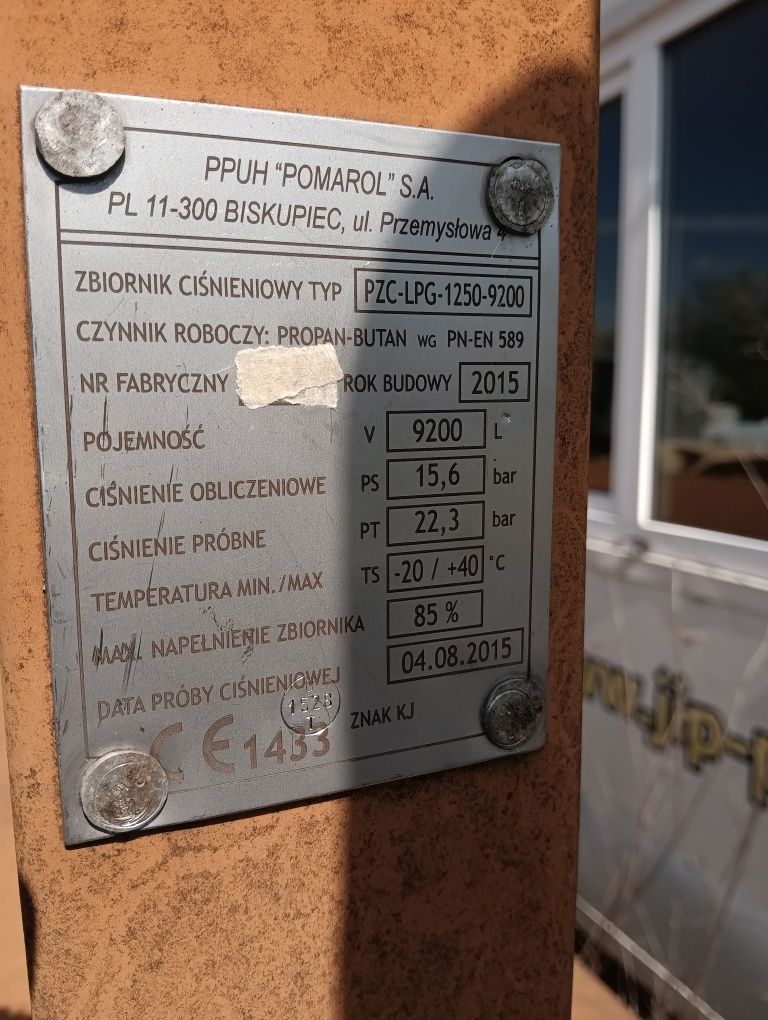 PPUH "POMAROL" S.A.
PL 11-300 BISKUPIEC, ul. Przemysłowa 4
ZBIORNIK CIŚNIENIOWY TYP PZC-LPG-1250-9200
CZYNNIK ROBOCZY: PROPAN-BUTAN WG PN-EN 589
NR FABRYCZNY ROK BUDOWY 2015
POJEMNOŚĆ V 9200 L
CIŚNIENIE OBLICZENIOWE PS 15,6 bar
CIŚNIENIE PRÓBNE PT 22,3 bar
TEMPERATURA MIN./MAX TS -20 / +40 °C
MAX. NAPEŁNIENIE ZBIORNIKA 85 %
DATA PRÓBY CIŚNIENIOWEJ 04.08.2015
CE 1433 ZNAK KJ